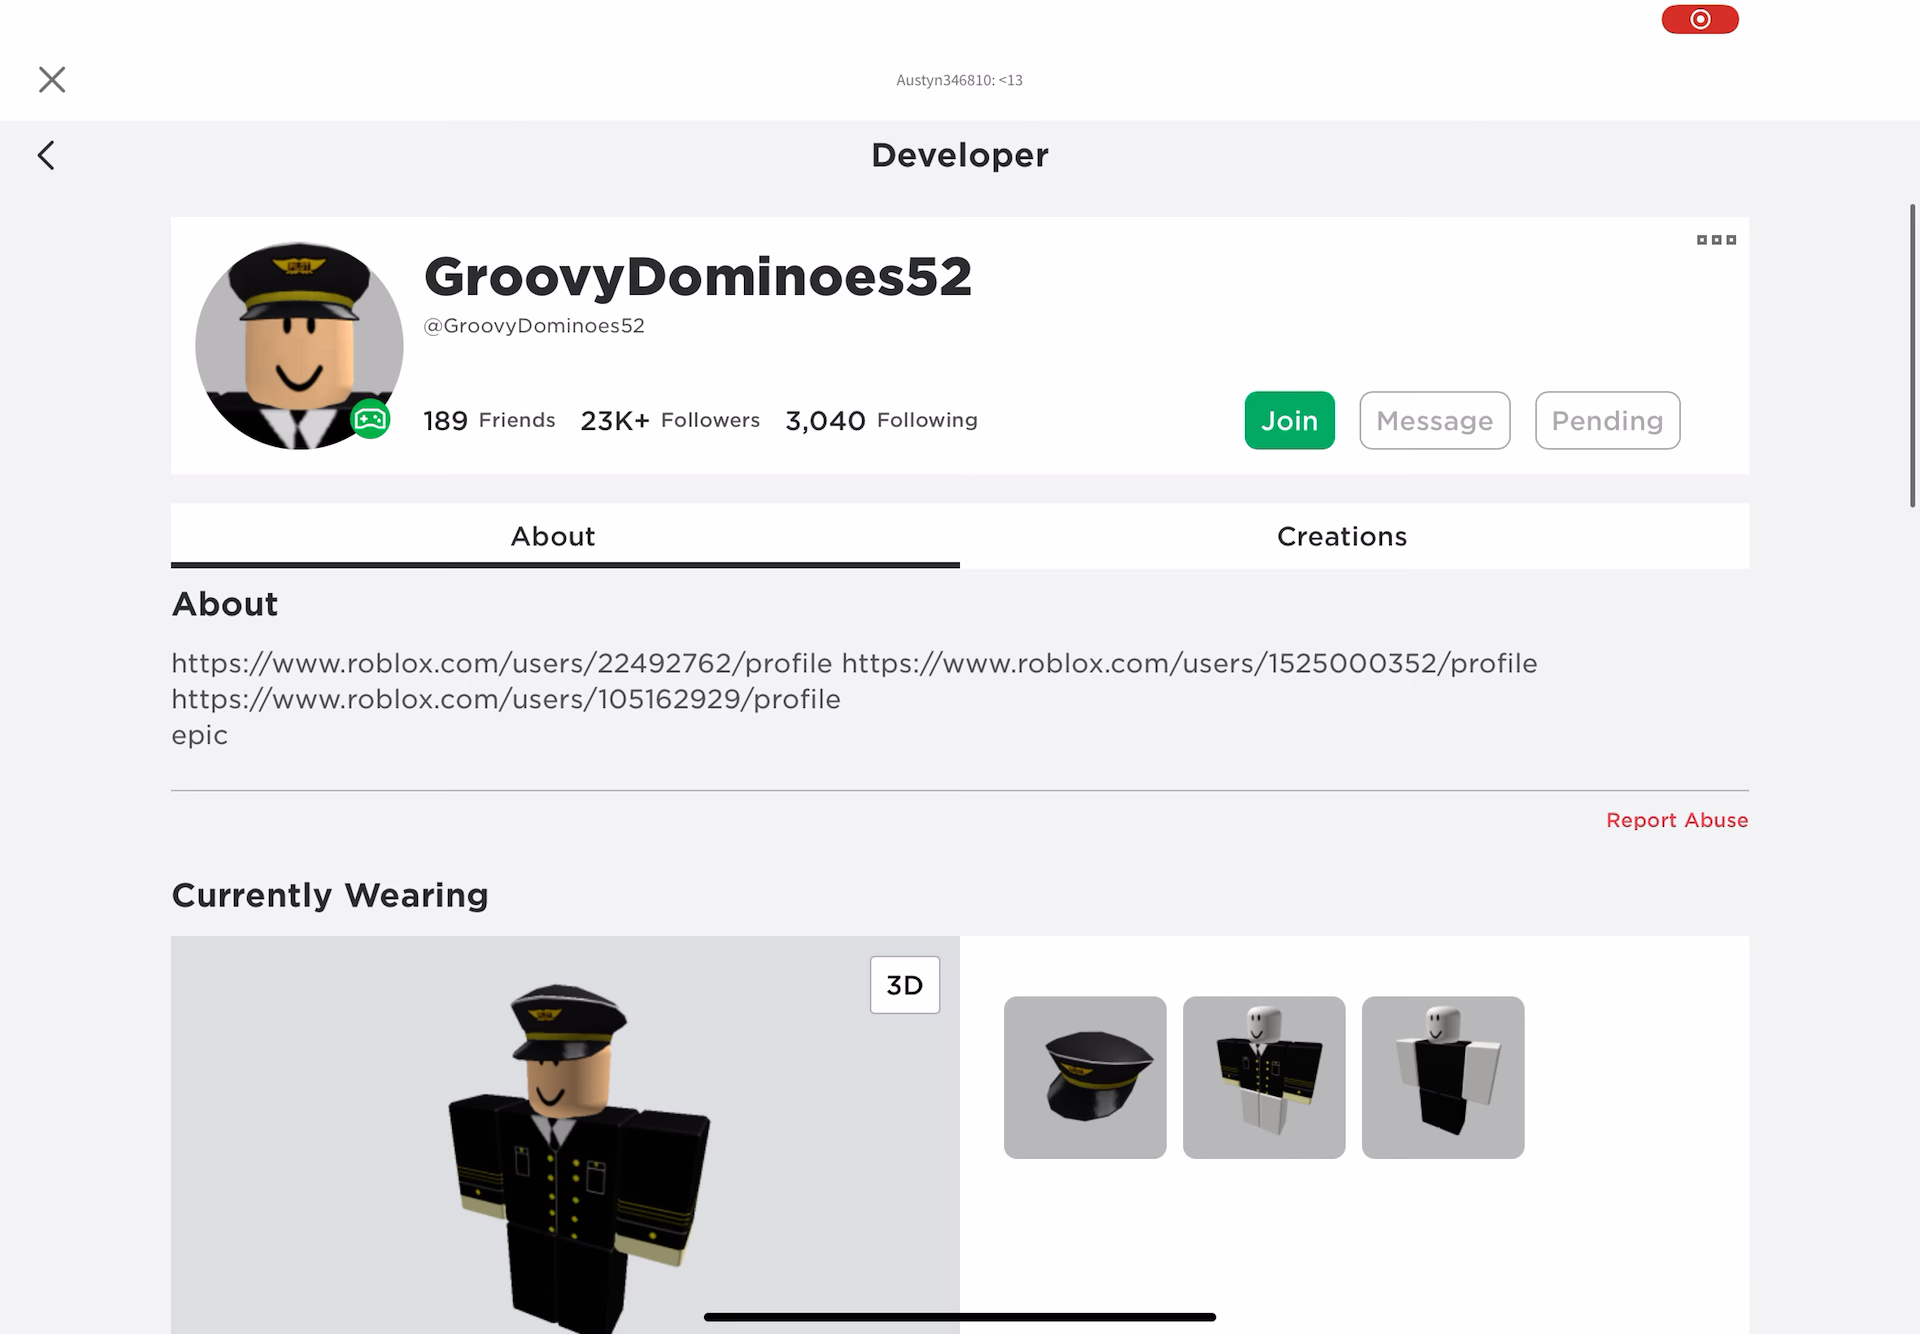 Austyn346810: <13
Developer
GroovyDominoes52
@GroovyDominoes52
189 Friends 23K+ Followers 3,040 Following
Join Message Pending
About Creations
About
https://www.roblox.com/users/22492762/profile https://www.roblox.com/users/1525000352/profile
https://www.roblox.com/users/105162929/profile
epic
Report Abuse
Currently Wearing
3D
PILOT